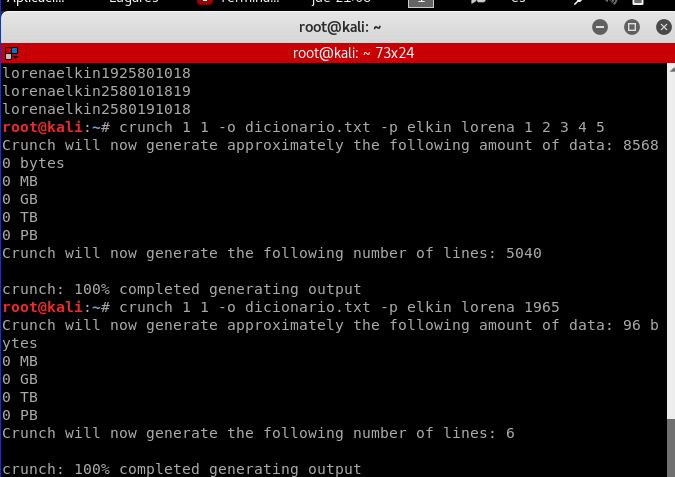 root@kali: ~
root@kali: ~ 73x24
lorenaelkin1925801018
lorenaelkin2580101819
lorenaelkin2580191018
root@kali:~# crunch 1 1 -o dicionario.txt -p elkin lorena 1 2 3 4 5
Crunch will now generate approximately the following amount of data: 8568
0 bytes
0 MB
0 GB
0 TB
0 PB
Crunch will now generate the following number of lines: 5040
crunch: 100% completed generating output
root@kali:~# crunch 1 1 -o dicionario.txt -p elkin lorena 1965
Crunch will now generate approximately the following amount of data: 96 b
ytes
0 MB
0 GB
0 TB
0 PB
Crunch will now generate the following number of lines: 6
crunch: 100% completed generating output